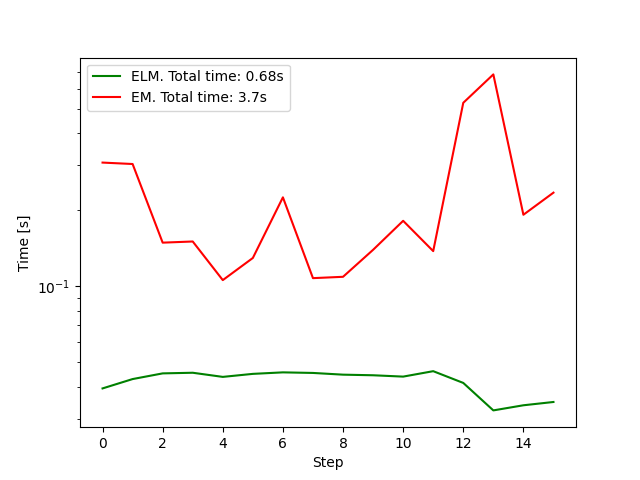 ELM. Total time: 0.68s
EM. Total time: 3.7s
Time [s]
10⁻¹
0 2 4 6 8 10 12 14
Step